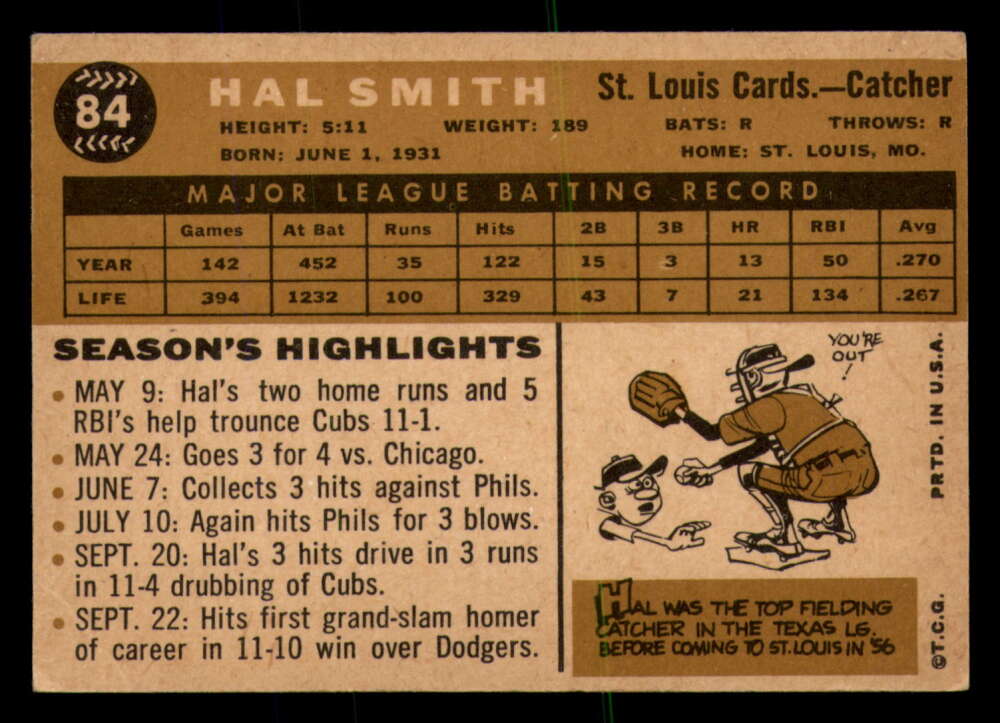 84
HAL SMITH
St. Louis Cards.—Catcher
HEIGHT: 5:11 WEIGHT: 189 BATS: R THROWS: R
BORN: JUNE 1, 1931 HOME: ST. LOUIS, MO.
MAJOR LEAGUE BATTING RECORD
Games At Bat Runs Hits 2B 3B HR RBI Avg
YEAR 142 452 35 122 15 3 13 50 .270
LIFE 394 1232 100 329 43 7 21 134 .267
SEASON'S HIGHLIGHTS
• MAY 9: Hal's two home runs and 5
RBI's help trounce Cubs 11-1.
• MAY 24: Goes 3 for 4 vs. Chicago.
• JUNE 7: Collects 3 hits against Phils.
• JULY 10: Again hits Phils for 3 blows.
• SEPT. 20: Hal's 3 hits drive in 3 runs
in 11-4 drubbing of Cubs.
• SEPT. 22: Hits first grand-slam homer
of career in 11-10 win over Dodgers.
YOU'RE
OUT
!
HAL WAS THE TOP FIELDING
CATCHER IN THE TEXAS LG.
BEFORE COMING TO ST. LOUIS IN '56
©T.C.G. PRTD. IN U.S.A.